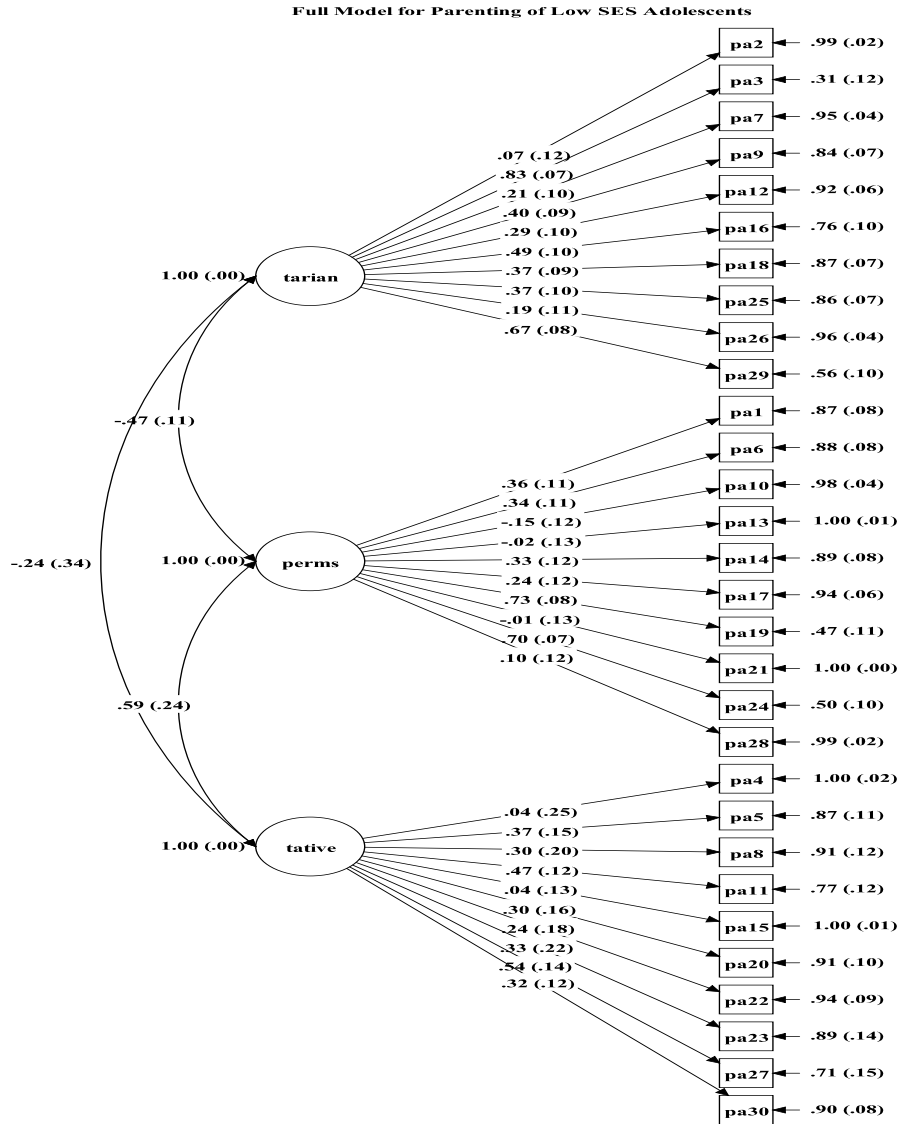 Full Model for Parenting of Low SES Adolescents
pa2 .99 (.02)
pa3 .31 (.12)
pa7 .95 (.04)
pa9 .84 (.07)
.07 (.12)
.83 (.07)
pa12 .92 (.06)
.21 (.10)
.40 (.09)
pa16 .76 (.10)
.29 (.10)
.49 (.10)
pa18 .87 (.07)
1.00 (.00) tarian
.37 (.09)
.37 (.10)
pa25 .86 (.07)
.19 (.11)
.67 (.08)
pa26 .96 (.04)
pa29 .56 (.10)
pa1 .87 (.08)
-.47 (.11)
pa6 .88 (.08)
pa10 .98 (.04)
.36 (.11)
.34 (.11)
pa13 1.00 (.01)
-.15 (.12)
-.02 (.13)
pa14 .89 (.08)
-.24 (.34)
1.00 (.00) perms
.33 (.12)
.24 (.12)
pa17 .94 (.06)
.73 (.08)
-.01 (.13)
pa19 .47 (.11)
.70 (.07)
.10 (.12)
pa21 1.00 (.00)
pa24 .50 (.10)
.59 (.24)
pa28 .99 (.02)
pa4 1.00 (.02)
pa5 .87 (.11)
.04 (.25)
.37 (.15)
1.00 (.00) tative
.30 (.20)
pa8 .91 (.12)
.47 (.12)
pa11 .77 (.12)
.04 (.13)
.30 (.16)
pa15 1.00 (.01)
.24 (.18)
.33 (.22)
pa20 .91 (.10)
.54 (.14)
.32 (.12)
pa22 .94 (.09)
pa23 .89 (.14)
pa27 .71 (.15)
pa30 .90 (.08)